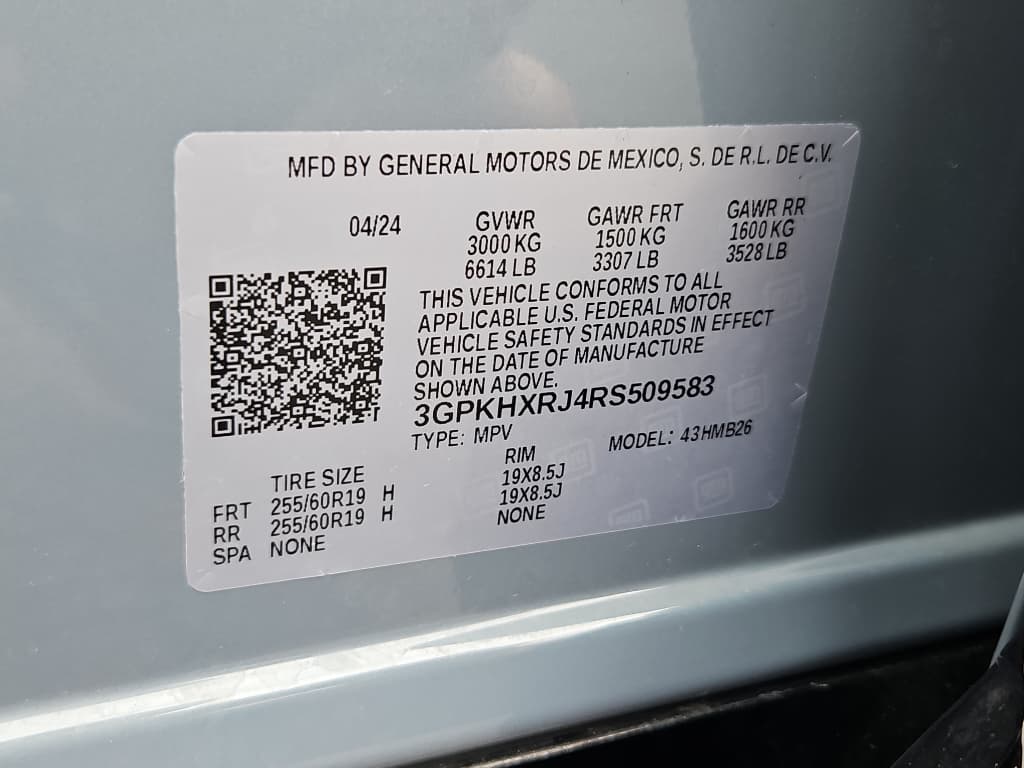 MFD BY GENERAL MOTORS DE MEXICO, S. DE R.L. DE C.V.
04/24 GVWR GAWR FRT GAWR RR
3000 KG 1500 KG 1600 KG
6614 LB 3307 LB 3528 LB
THIS VEHICLE CONFORMS TO ALL
APPLICABLE U.S. FEDERAL MOTOR
VEHICLE SAFETY STANDARDS IN EFFECT
ON THE DATE OF MANUFACTURE
SHOWN ABOVE.
3GPKHXRJ4RS509583
TYPE: MPV MODEL: 43HMB26
TIRE SIZE RIM
FRT 255/60R19 H 19X8.5J
RR 255/60R19 H 19X8.5J
SPA NONE NONE